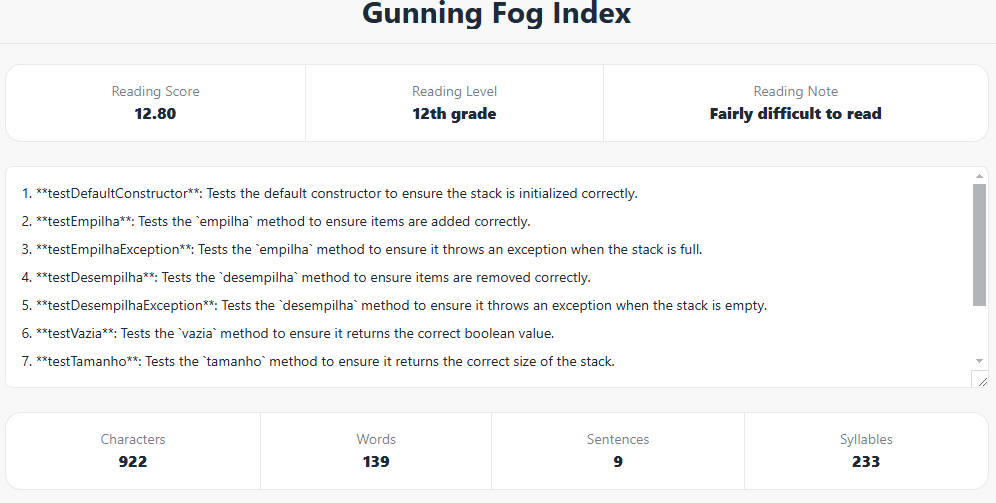 Gunning Fog Index
Reading Score
12.80
Reading Level
12th grade
Reading Note
Fairly difficult to read
1. **testDefaultConstructor**: Tests the default constructor to ensure the stack is initialized correctly.
2. **testEmpilha**: Tests the `empilha` method to ensure items are added correctly.
3. **testEmpilhaException**: Tests the `empilha` method to ensure it throws an exception when the stack is full.
4. **testDesempilha**: Tests the `desempilha` method to ensure items are removed correctly.
5. **testDesempilhaException**: Tests the `desempilha` method to ensure it throws an exception when the stack is empty.
6. **testVazia**: Tests the `vazia` method to ensure it returns the correct boolean value.
7. **testTamanho**: Tests the `tamanho` method to ensure it returns the correct size of the stack.
Characters
922
Words
139
Sentences
9
Syllables
233